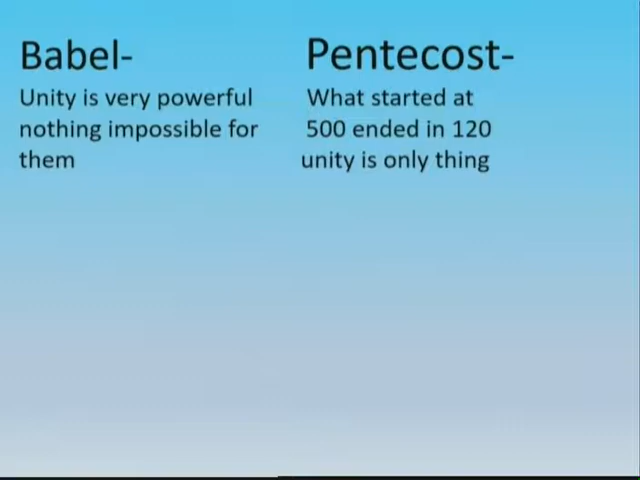 Babel-
Unity is very powerful
nothing impossible for
them
Pentecost-
What started at
500 ended in 120
unity is only thing